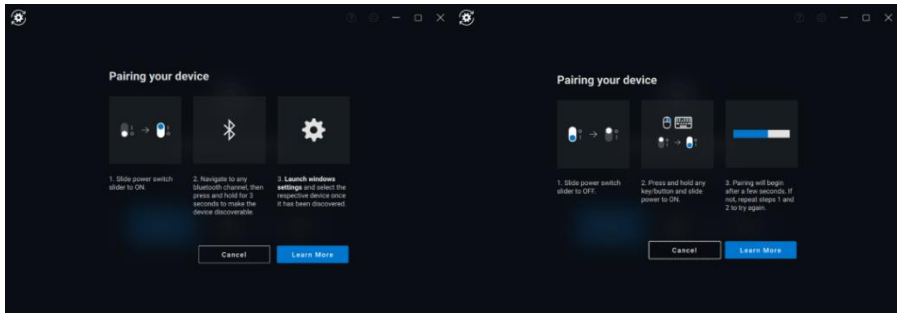 Pairing your device
1. Slide power switch
slider to ON.
2. Navigate to any
bluetooth channel, then
press and hold for 3
seconds to make the
device discoverable.
3. Launch windows
settings and select the
respective device once
it has been discovered.
Cancel
Learn More
Pairing your device
1. Slide power switch
slider to OFF.
2. Press and hold any
key/button and slide
power to ON.
3. Pairing will begin
after a few seconds. If
not, repeat steps 1 and
2 to try again.
Cancel
Learn More